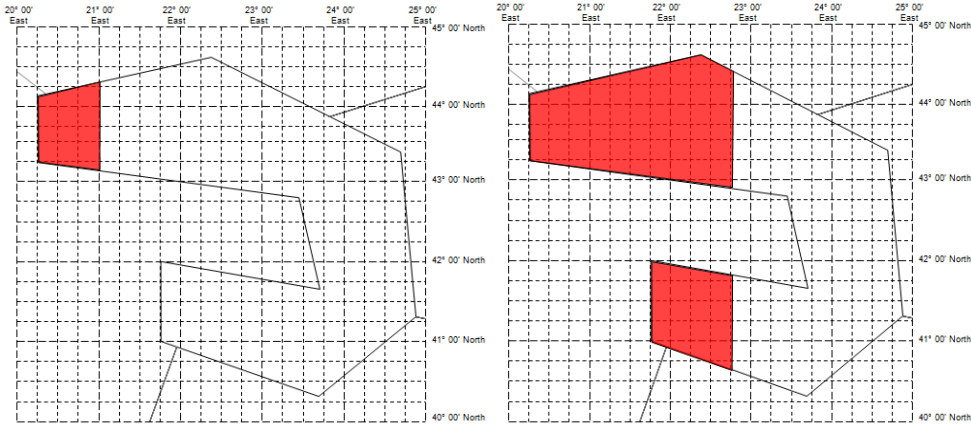 20° 00' 21° 00' 22° 00' 23° 00' 24° 00' 25° 00'
East East East East East East
45° 00' North
44° 00' North
43° 00' North
42° 00' North
41° 00' North
40° 00' North
20° 00' 21° 00' 22° 00' 23° 00' 24° 00' 25° 00'
East East East East East East
45° 00' North
44° 00' North
43° 00' North
42° 00' North
41° 00' North
40° 00' North